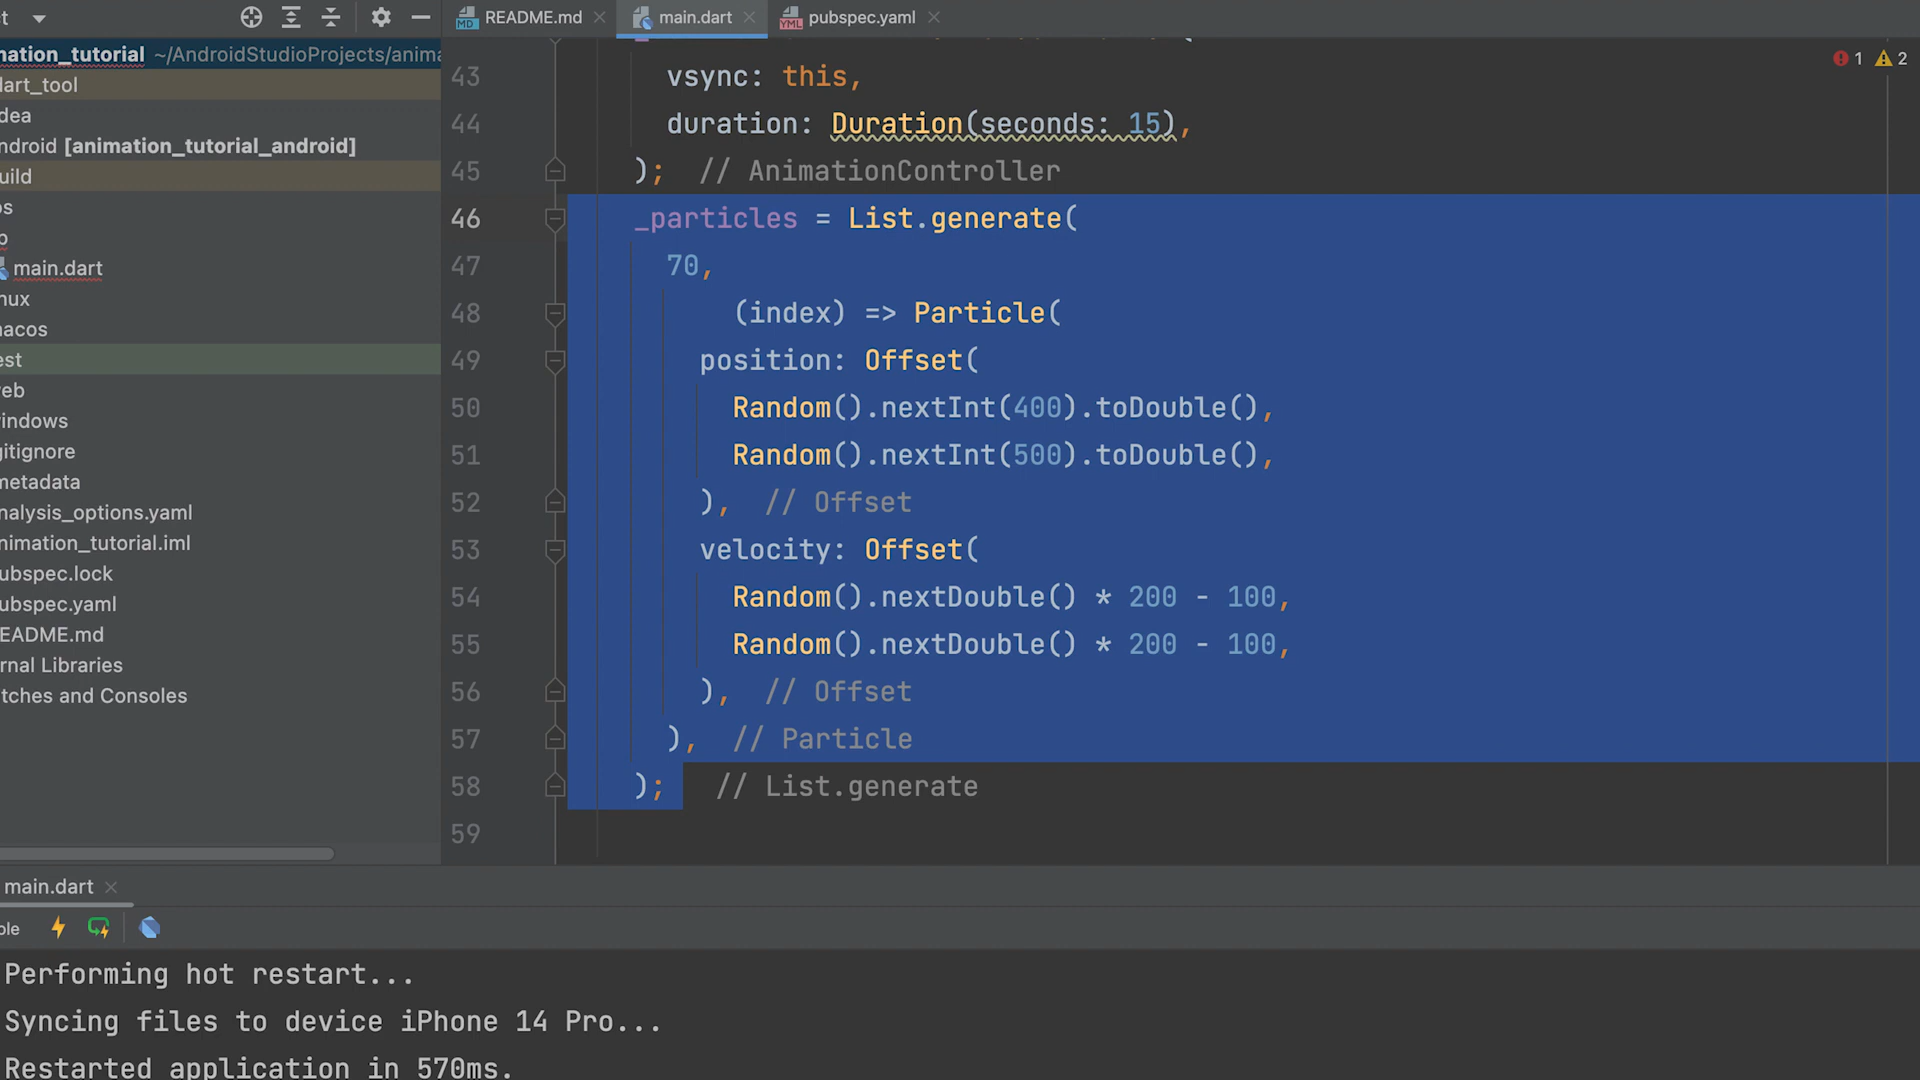 README.md
main.dart
pubspec.yaml
nation_tutorial ~/AndroidStudioProjects/anima
dart_tool
dea
ndroid [animation_tutorial_android]
uild
os
main.dart
nux
acos
est
eb
indows
gitignore
metadata
nalysis_options.yaml
nimation_tutorial.iml
ubspec.lock
ubspec.yaml
EADME.md
rnal Libraries
tches and Consoles
1 2
43 vsync: this,
44 duration: Duration(seconds: 15),
45 ); // AnimationController
46 _particles = List.generate(
47 70,
48 (index) => Particle(
49 position: Offset(
50 Random().nextInt(400).toDouble(),
51 Random().nextInt(500).toDouble(),
52 ), // Offset
53 velocity: Offset(
54 Random().nextDouble() * 200 - 100,
55 Random().nextDouble() * 200 - 100,
56 ), // Offset
57 ), // Particle
58 ); // List.generate
59
main.dart
ole
Performing hot restart...
Syncing files to device iPhone 14 Pro...
Restarted application in 570ms.